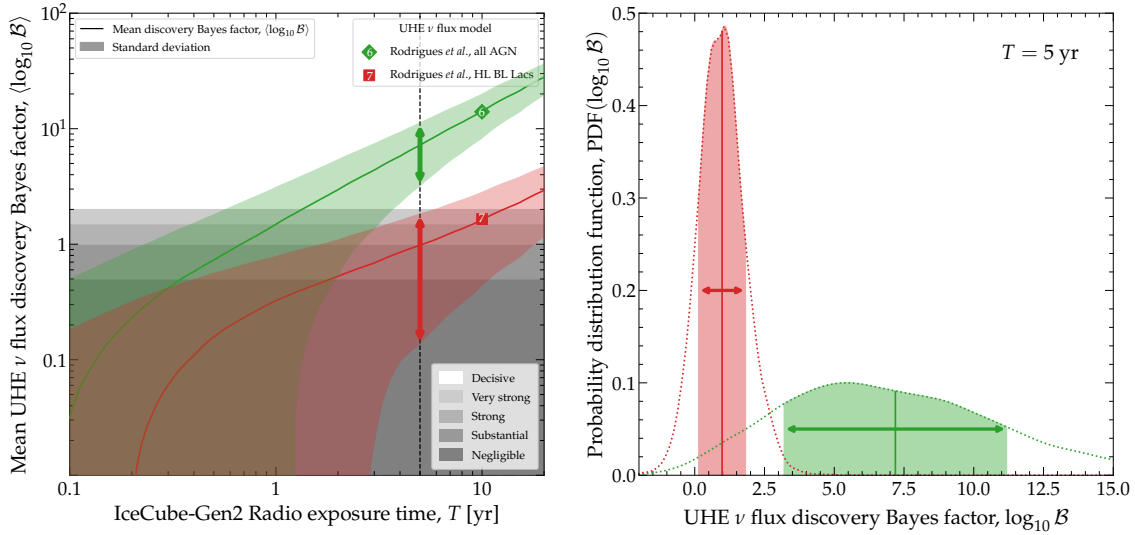 Mean UHE ν flux discovery Bayes factor, ⟨log₁₀ ℬ⟩
10²
10¹
1
0.1
Mean discovery Bayes factor, ⟨log₁₀ ℬ⟩
Standard deviation
UHE ν flux model
6 Rodrigues et al., all AGN
7 Rodrigues et al., HL BL Lacs
6
7
Decisive
Very strong
Strong
Substantial
Negligible
0.1 1 10
IceCube-Gen2 Radio exposure time, T [yr]
Probability distribution function, PDF(log₁₀ ℬ)
0.5
0.4
0.3
0.2
0.1
0.0
T = 5 yr
0.0 2.5 5.0 7.5 10.0 12.5 15.0
UHE ν flux discovery Bayes factor, log₁₀ ℬ